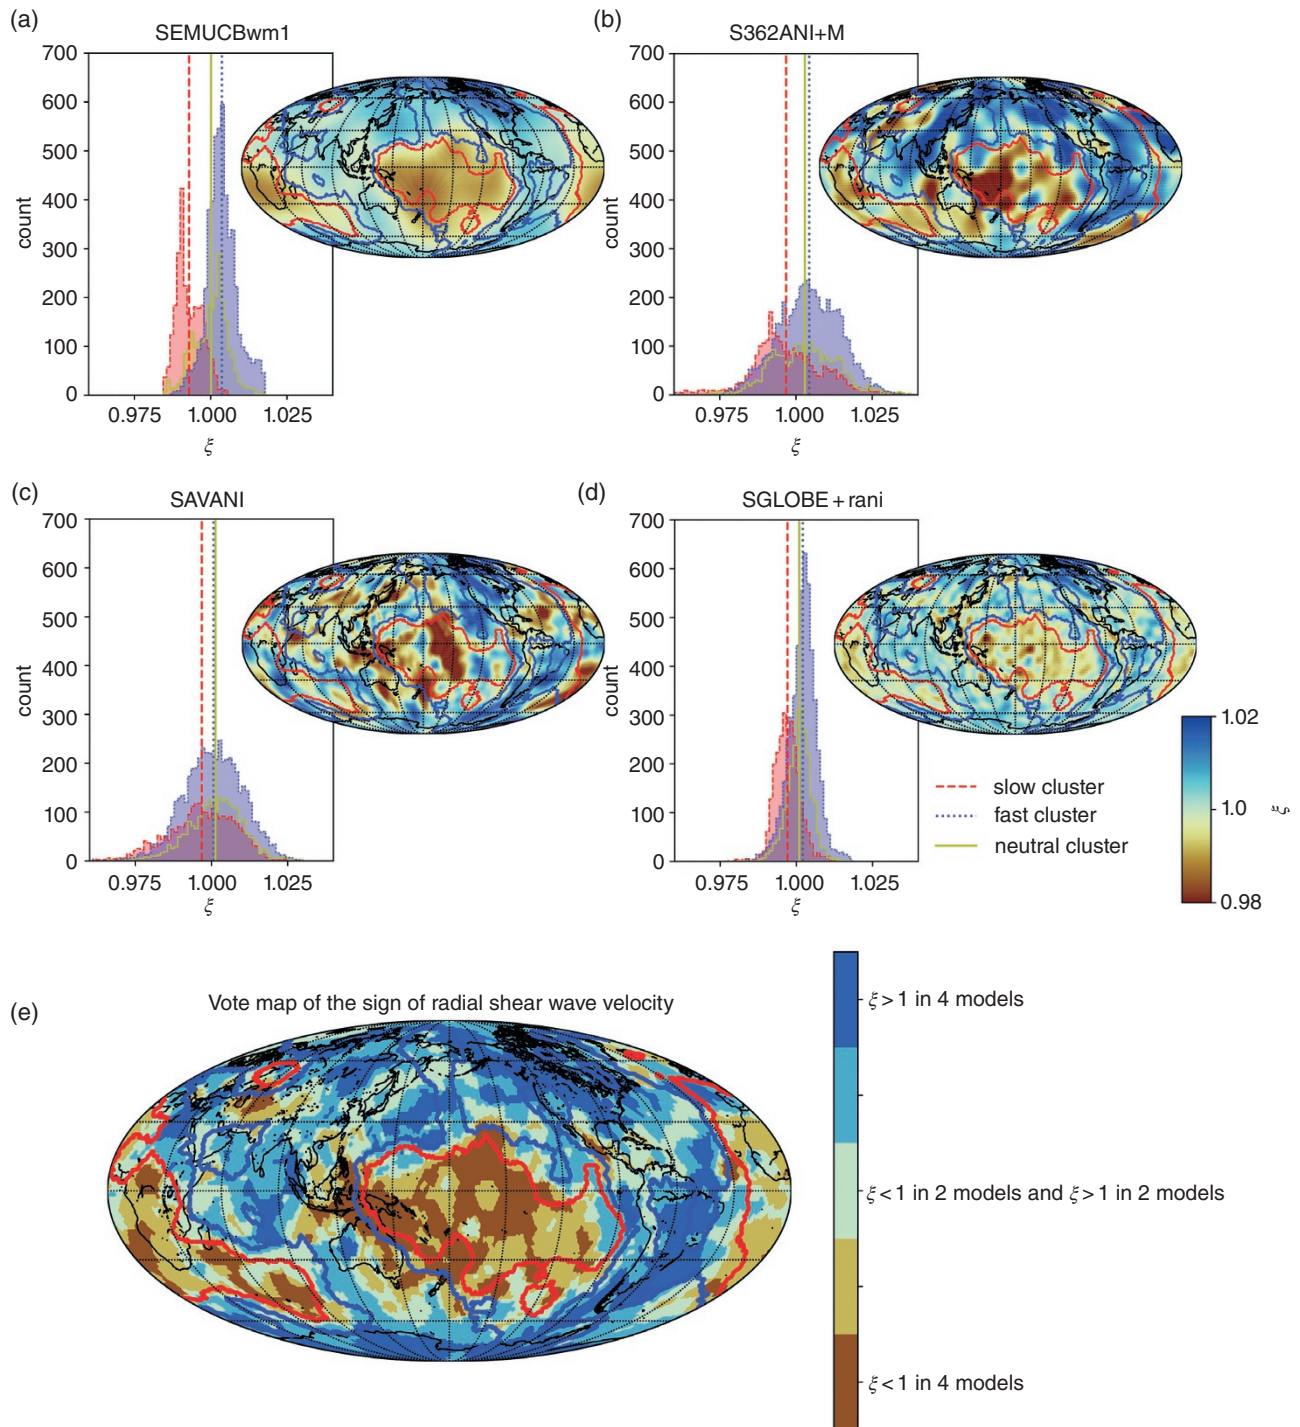 (a)
SEMUCBwm1
700
600
500
400
300
200
100
0
count
0.975 1.000 1.025
ξ
(b)
S362ANI+M
700
600
500
400
300
200
100
0
count
0.975 1.000 1.025
ξ
(c)
SAVANI
700
600
500
400
300
200
100
0
count
0.975 1.000 1.025
ξ
(d)
SGLOBE + rani
700
600
500
400
300
200
100
0
count
0.975 1.000 1.025
ξ
slow cluster
fast cluster
neutral cluster
1.02
1.0
0.98
ξ
(e)
Vote map of the sign of radial shear wave velocity
ξ > 1 in 4 models
ξ < 1 in 2 models and ξ > 1 in 2 models
ξ < 1 in 4 models